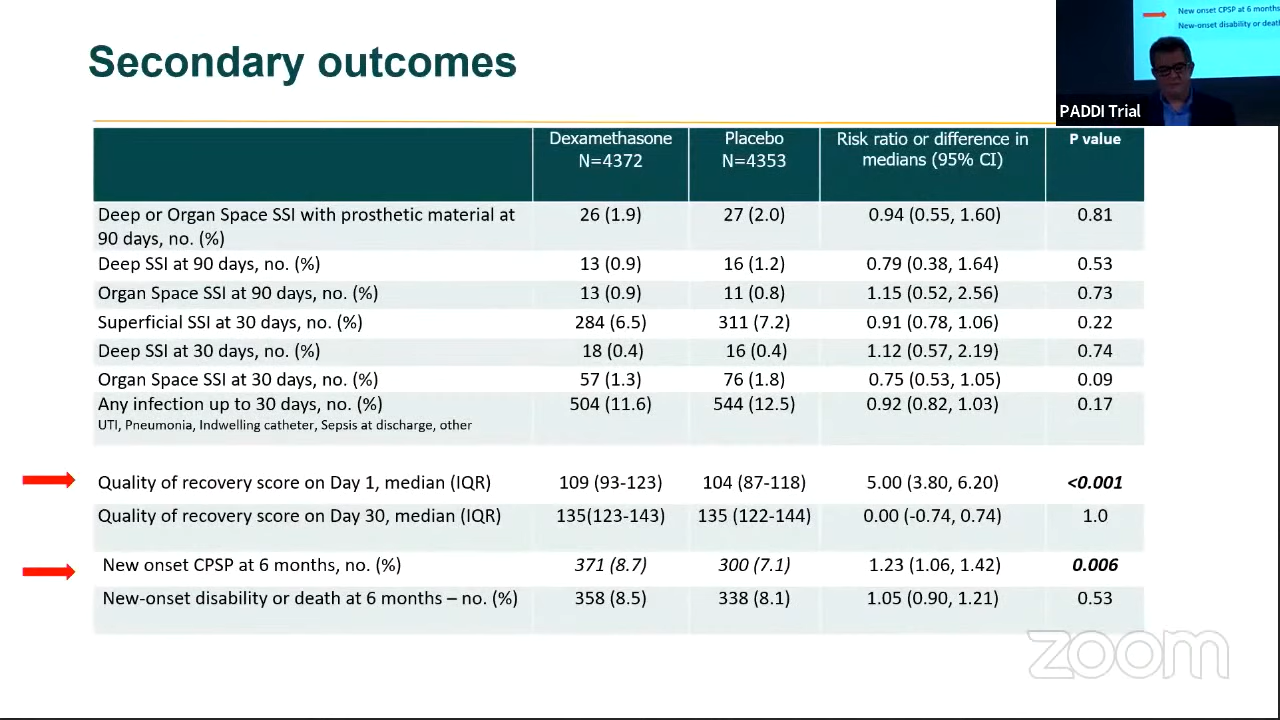 New onset CPSP at 6 months
New-onset disability or death
PADDI Trial
Secondary outcomes
Dexamethasone N=4372 Placebo N=4353 Risk ratio or difference in medians (95% CI) P value
Deep or Organ Space SSI with prosthetic material at 90 days, no. (%) 26 (1.9) 27 (2.0) 0.94 (0.55, 1.60) 0.81
Deep SSI at 90 days, no. (%) 13 (0.9) 16 (1.2) 0.79 (0.38, 1.64) 0.53
Organ Space SSI at 90 days, no. (%) 13 (0.9) 11 (0.8) 1.15 (0.52, 2.56) 0.73
Superficial SSI at 30 days, no. (%) 284 (6.5) 311 (7.2) 0.91 (0.78, 1.06) 0.22
Deep SSI at 30 days, no. (%) 18 (0.4) 16 (0.4) 1.12 (0.57, 2.19) 0.74
Organ Space SSI at 30 days, no. (%) 57 (1.3) 76 (1.8) 0.75 (0.53, 1.05) 0.09
Any infection up to 30 days, no. (%) 504 (11.6) 544 (12.5) 0.92 (0.82, 1.03) 0.17
UTI, Pneumonia, Indwelling catheter, Sepsis at discharge, other
Quality of recovery score on Day 1, median (IQR) 109 (93-123) 104 (87-118) 5.00 (3.80, 6.20) <0.001
Quality of recovery score on Day 30, median (IQR) 135(123-143) 135 (122-144) 0.00 (-0.74, 0.74) 1.0
New onset CPSP at 6 months, no. (%) 371 (8.7) 300 (7.1) 1.23 (1.06, 1.42) 0.006
New-onset disability or death at 6 months – no. (%) 358 (8.5) 338 (8.1) 1.05 (0.90, 1.21) 0.53
zoom